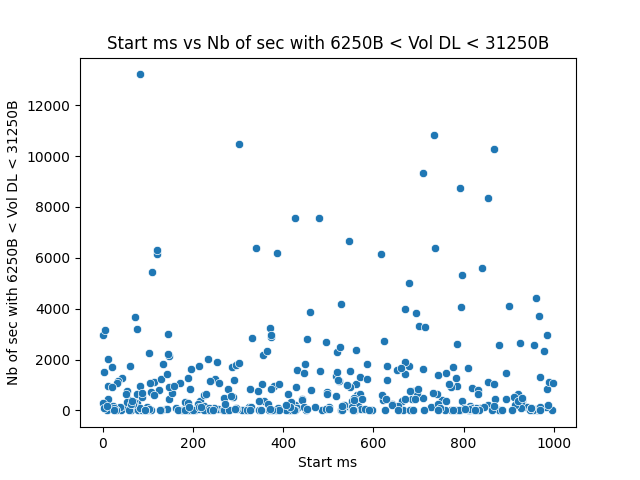 Start ms vs Nb of sec with 6250B < Vol DL < 31250B
Nb of sec with 6250B < Vol DL < 31250B
12000
10000
8000
6000
4000
2000
0
0 200 400 600 800 1000
Start ms